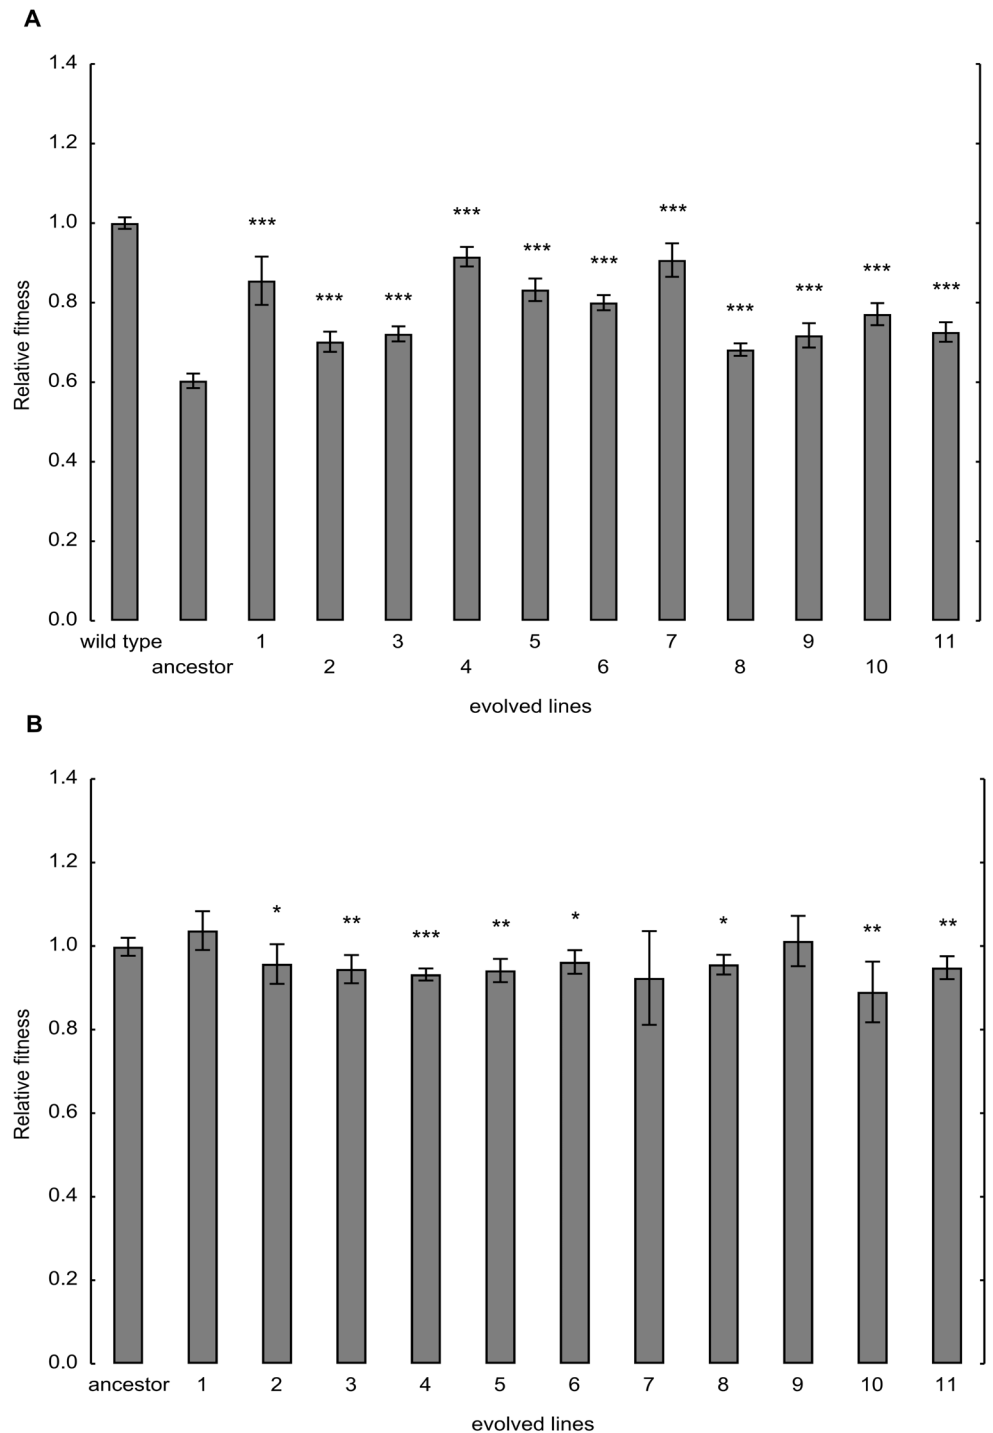 A
1.4
1.2
1.0
0.8
0.6
0.4
0.2
0.0
Relative fitness
*** *** *** *** *** *** *** *** *** *** ***
wild type 1 3 5 7 9 11
ancestor 2 4 6 8 10
evolved lines
B
1.4
1.2
1.0
0.8
0.6
0.4
0.2
0.0
Relative fitness
* ** *** ** * * ** **
ancestor 1 2 3 4 5 6 7 8 9 10 11
evolved lines